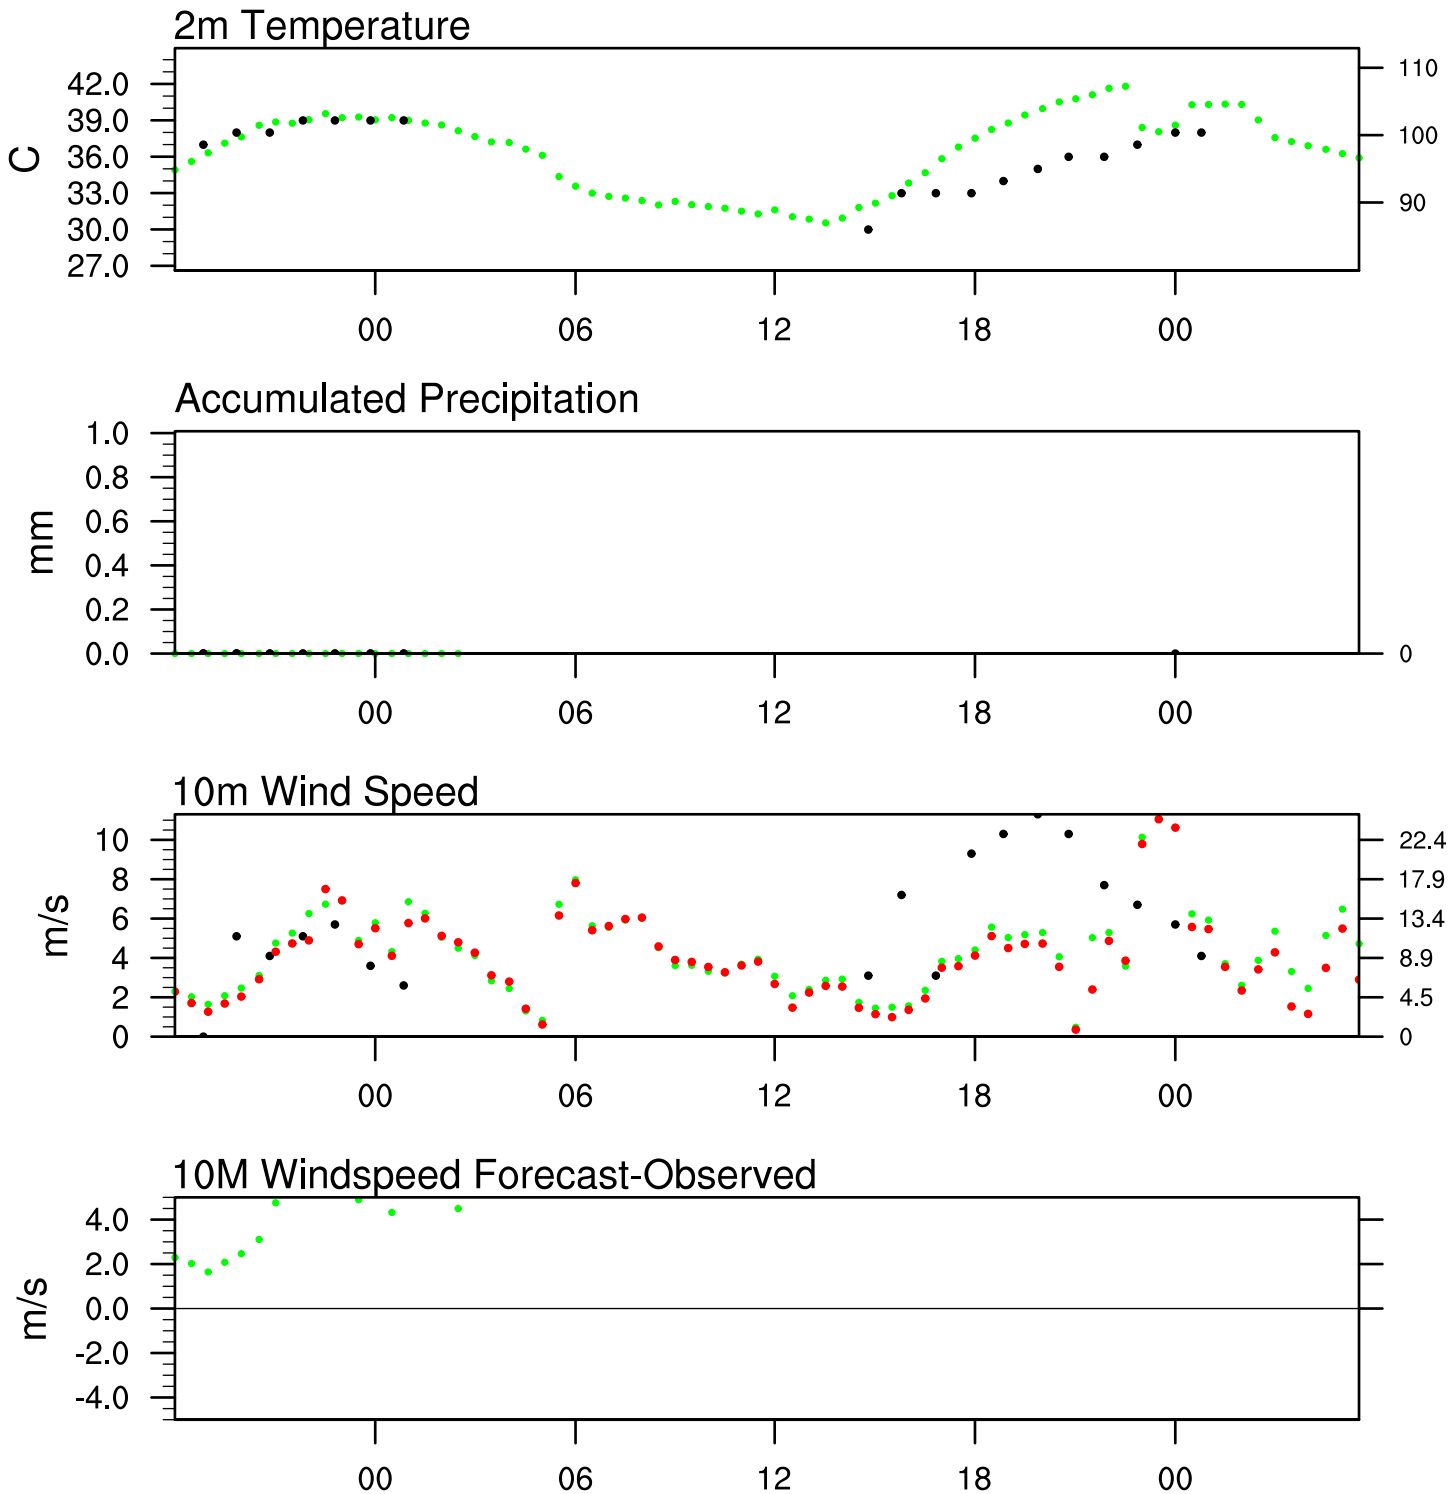 2m Temperature
42.0
39.0
36.0
33.0
30.0
27.0
C
110
100
90
00 06 12 18 00
Accumulated Precipitation
1.0
0.8
0.6
0.4
0.2
0.0
mm
0
00 06 12 18 00
10m Wind Speed
10
8
6
4
2
0
m/s
22.4
17.9
13.4
8.9
4.5
0
00 06 12 18 00
10M Windspeed Forecast-Observed
4.0
2.0
0.0
-2.0
-4.0
m/s
00 06 12 18 00